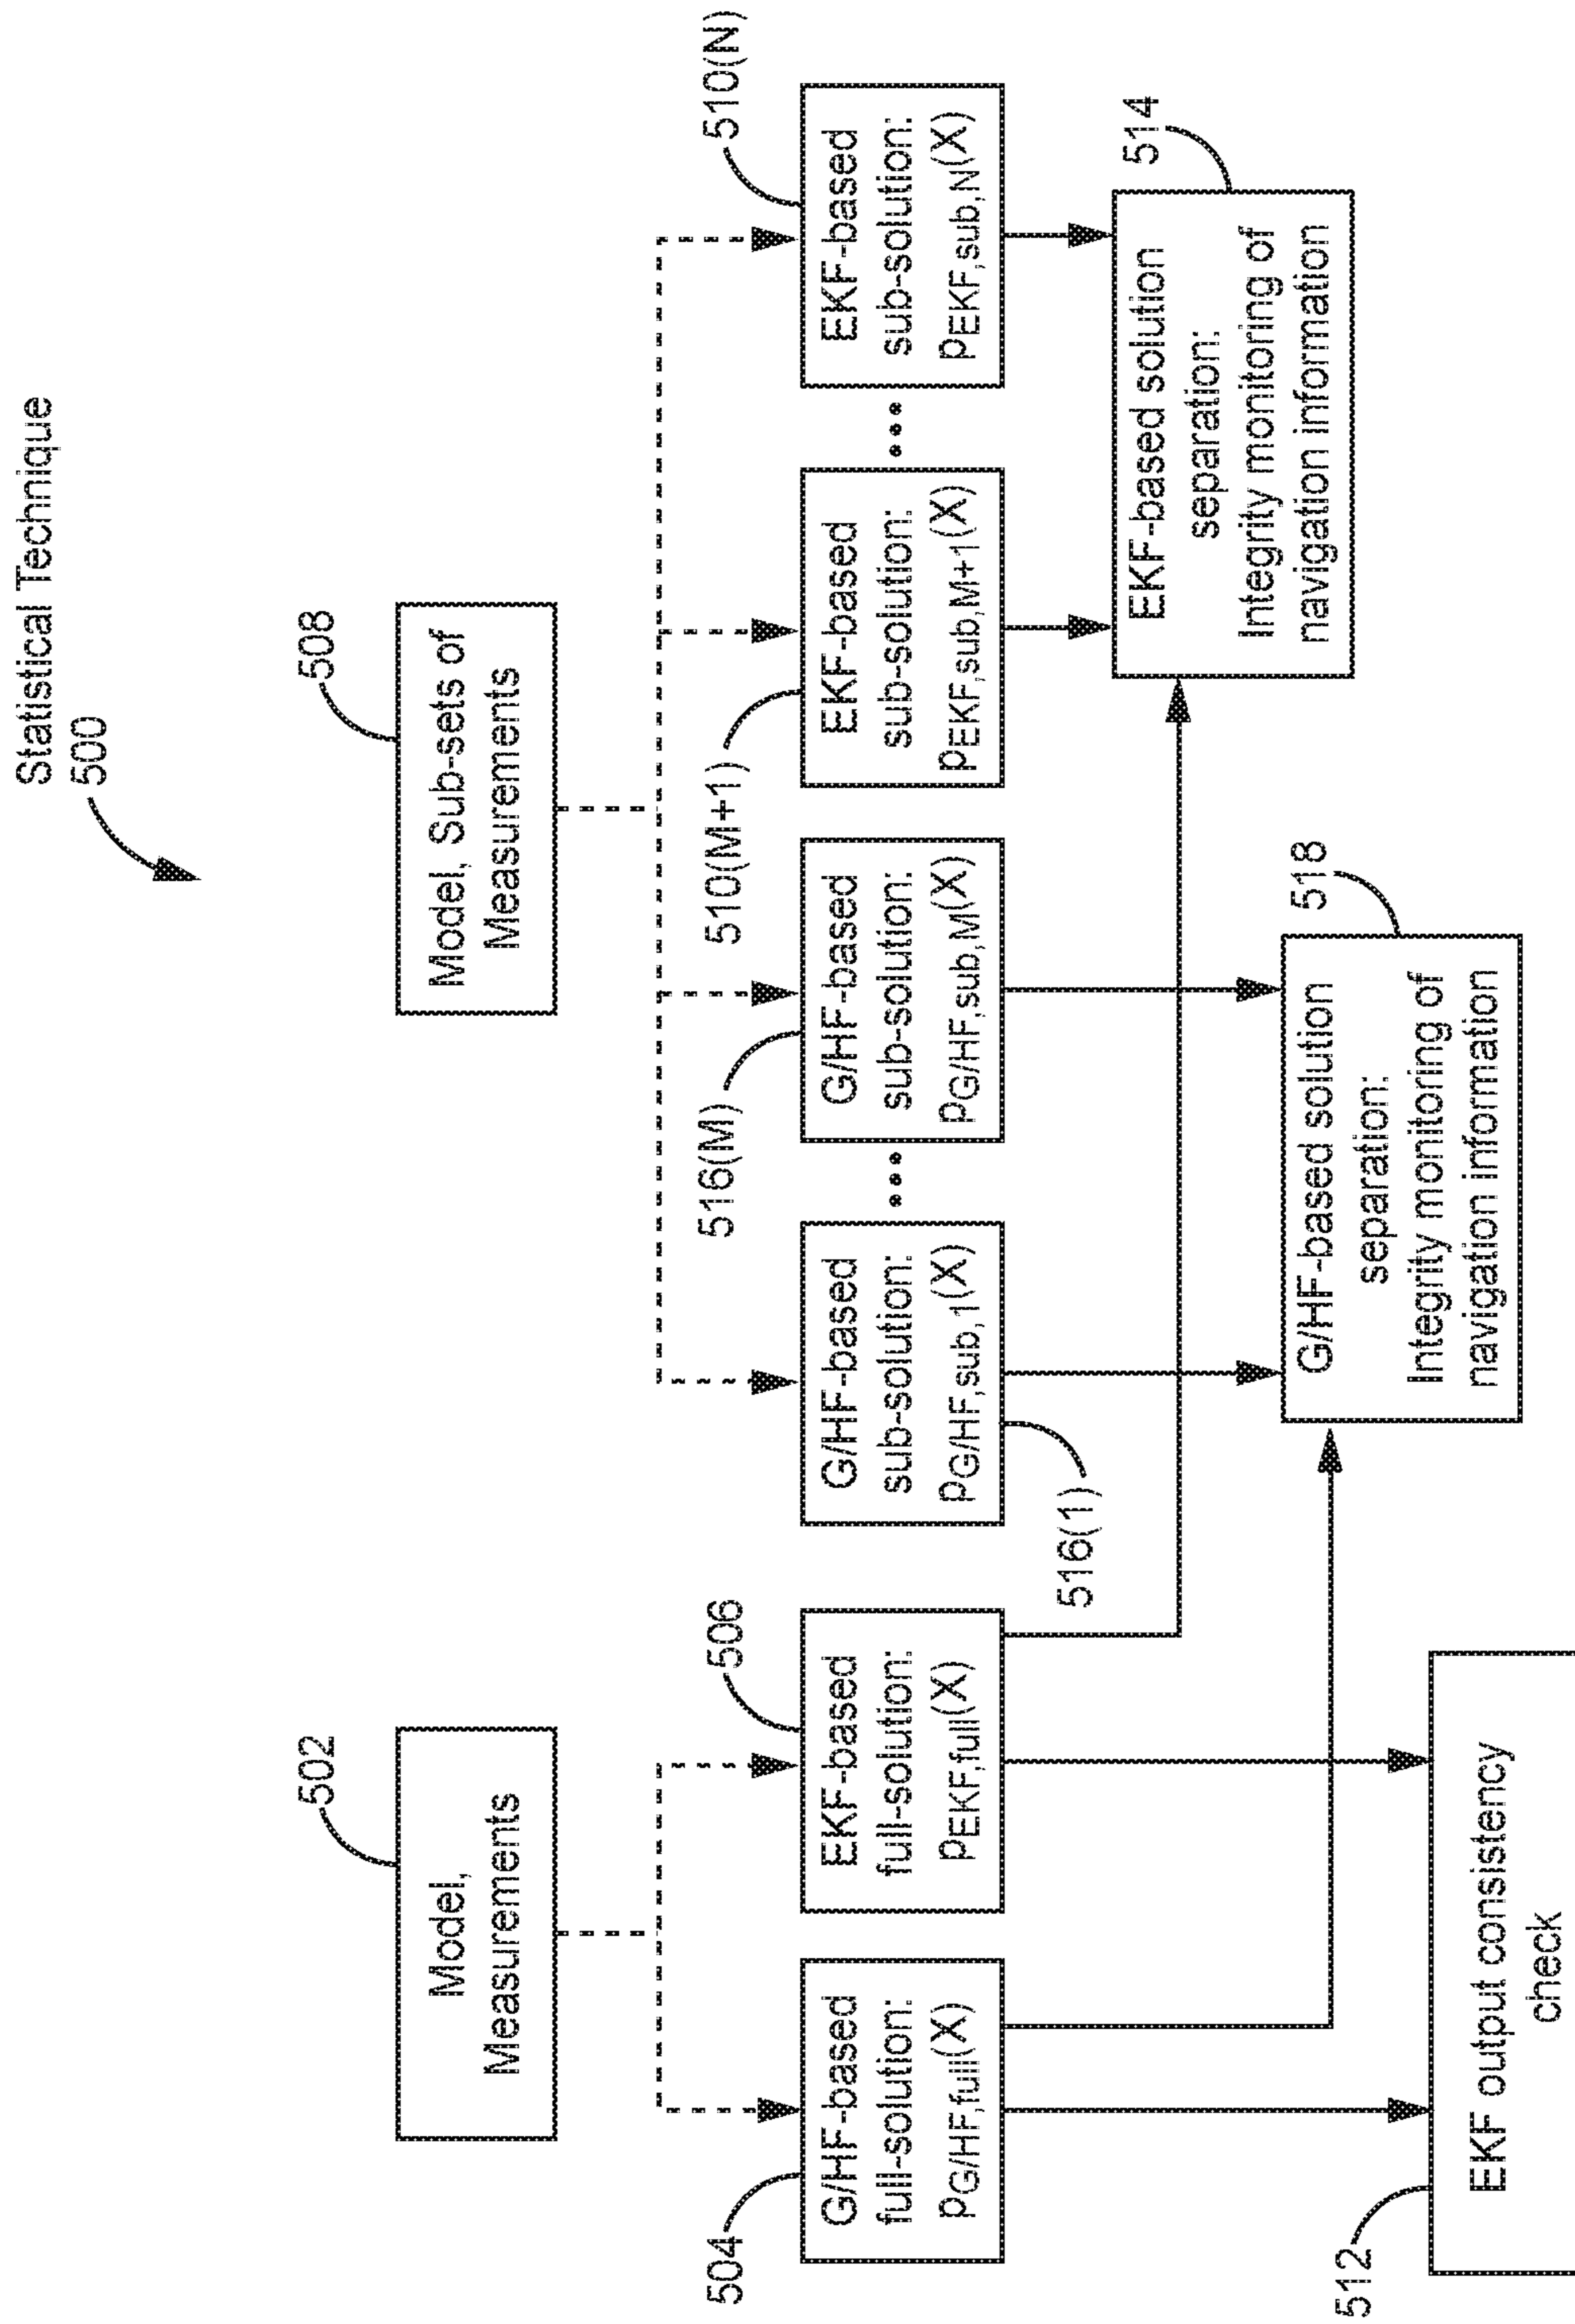 Statistical Technique
500
502
Model,
Measurements
508
Model, Sub-sets of
Measurements
504
G/HF-based
full-solution:
pG/HF,full(X)
506
EKF-based
full-solution:
pEKF,full(X)
516(1)
G/HF-based
sub-solution:
pG/HF,sub,1(X)
•••
516(M)
G/HF-based
sub-solution:
pG/HF,sub,M(X)
510(M+1)
EKF-based
sub-solution:
pEKF,sub,M+1(X)
•••
510(N)
EKF-based
sub-solution:
pEKF,sub,N(X)
514
EKF-based solution
separation:
Integrity monitoring of
navigation information
518
G/HF-based solution
separation:
Integrity monitoring of
navigation information
512
EKF output consistency
check